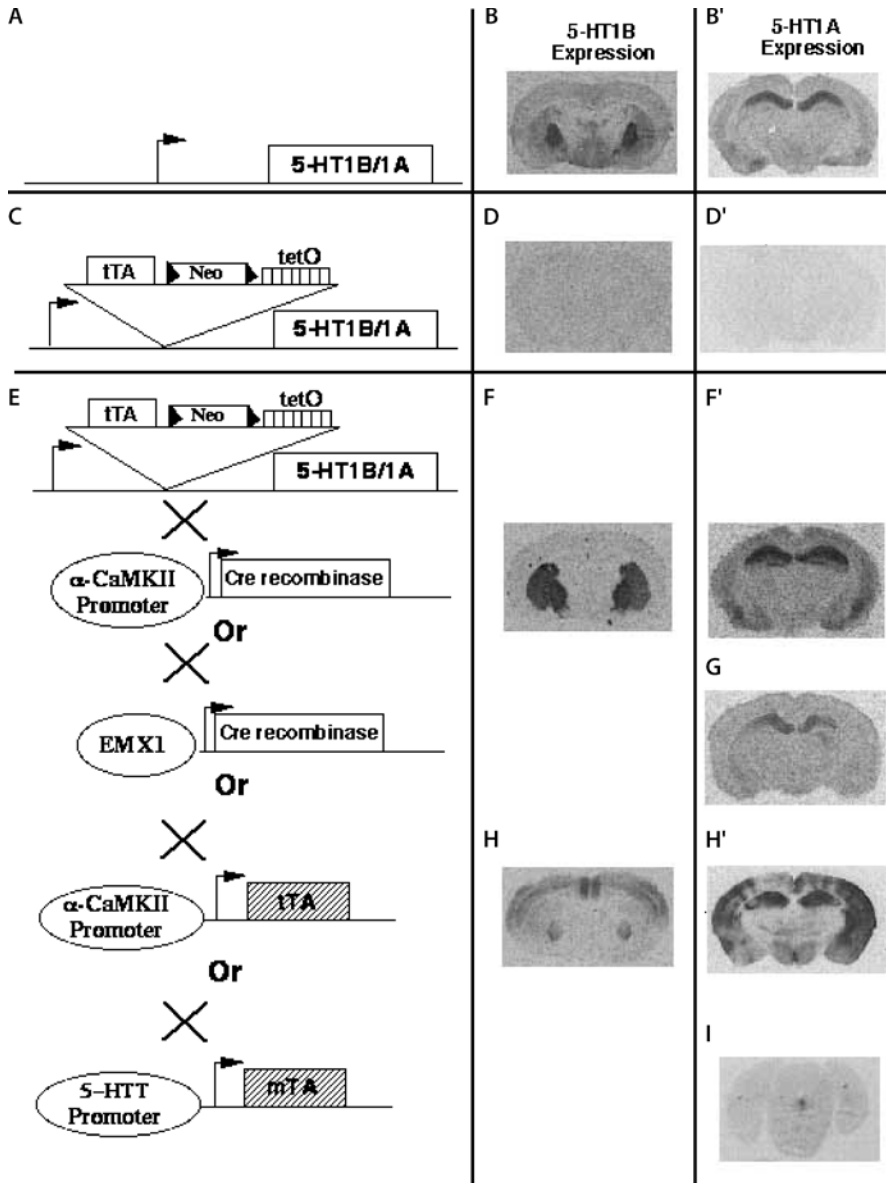 A
B
5-HT1B
Expression
B'
5-HT1A
Expression
5-HT1B/1A
C
tTA
Neo
tetO
5-HT1B/1A
D
D'
E
tTA
Neo
tetO
5-HT1B/1A
F
F'
α-CaMKII
Promoter
Cre recombinase
Or
G
EMX1
Cre recombinase
Or
H
H'
α-CaMKII
Promoter
tTA
Or
I
5-HTT
Promoter
mTA